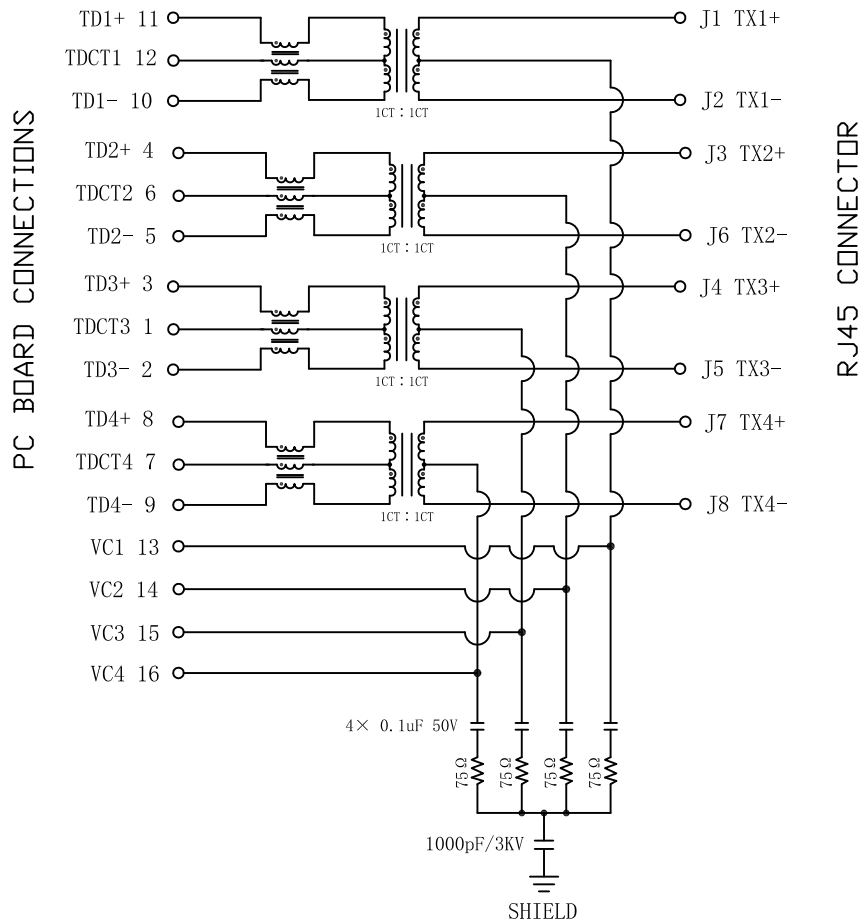 TD1+ 11
J1 TX1+
TDCT1 12
TD1- 10
J2 TX1-
1CT : 1CT
TD2+ 4
J3 TX2+
TDCT2 6
TD2- 5
J6 TX2-
1CT : 1CT
TD3+ 3
J4 TX3+
TDCT3 1
TD3- 2
J5 TX3-
1CT : 1CT
TD4+ 8
J7 TX4+
TDCT4 7
TD4- 9
J8 TX4-
1CT : 1CT
PC BOARD CONNECTIONS
RJ45 CONNECTOR
VC1 13
VC2 14
VC3 15
VC4 16
4× 0.1uF 50V
75Ω
75Ω
75Ω
75Ω
1000pF/3KV
SHIELD